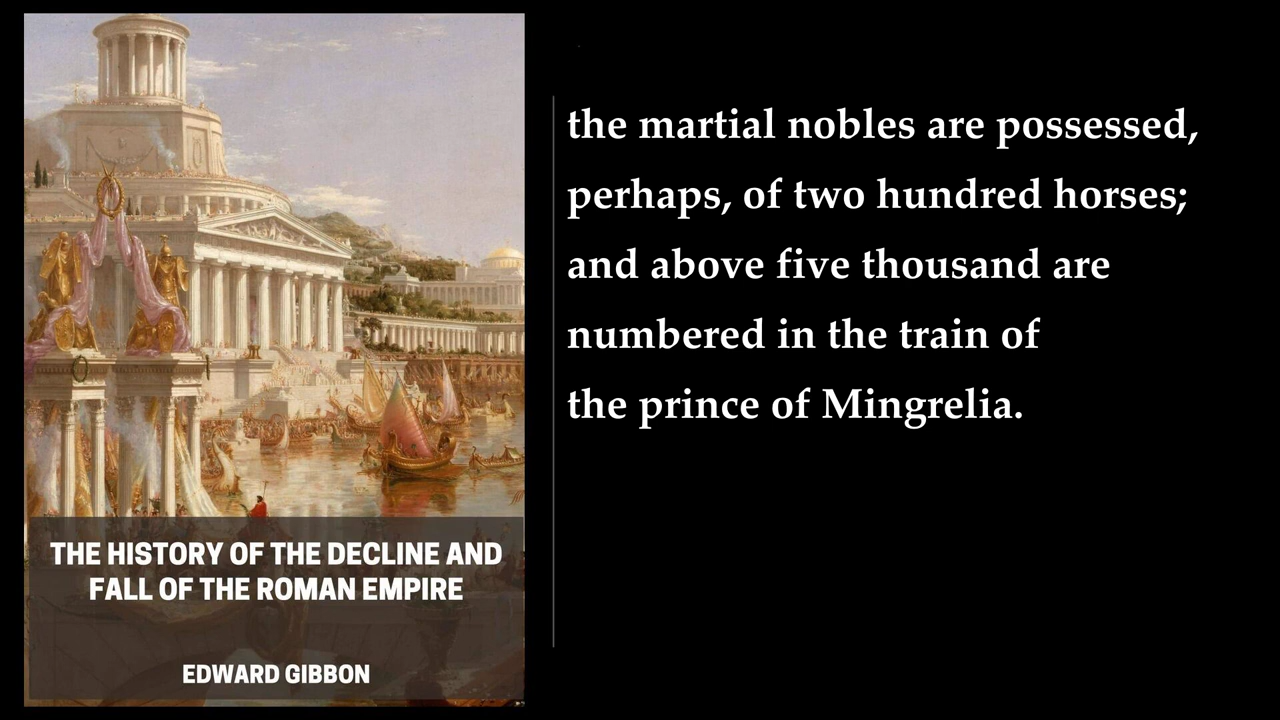 THE HISTORY OF THE DECLINE AND
FALL OF THE ROMAN EMPIRE
EDWARD GIBBON
the martial nobles are possessed,
perhaps, of two hundred horses;
and above five thousand are
numbered in the train of
the prince of Mingrelia.